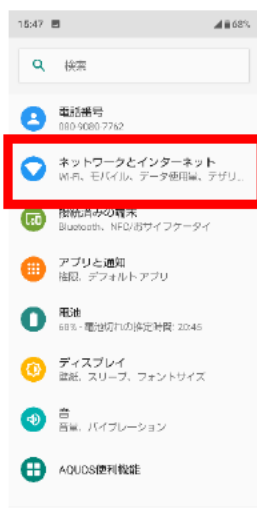 15:47
68%
検索
電話番号
080-9080-7762
ネットワークとインターネット
Wi-Fi、モバイル、データ使用量、テザリ...
接続済みの端末
Bluetooth、NFC/おサイフケータイ
アプリと通知
権限、デフォルトアプリ
電池
68%・電池切れの推定時間: 20:45
ディスプレイ
壁紙、スリープ、フォントサイズ
音
音量、バイブレーション
AQUOS便利機能